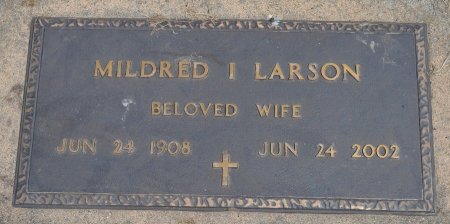 MILDRED I LARSON
BELOVED WIFE
JUN 24 1908 JUN 24 2002